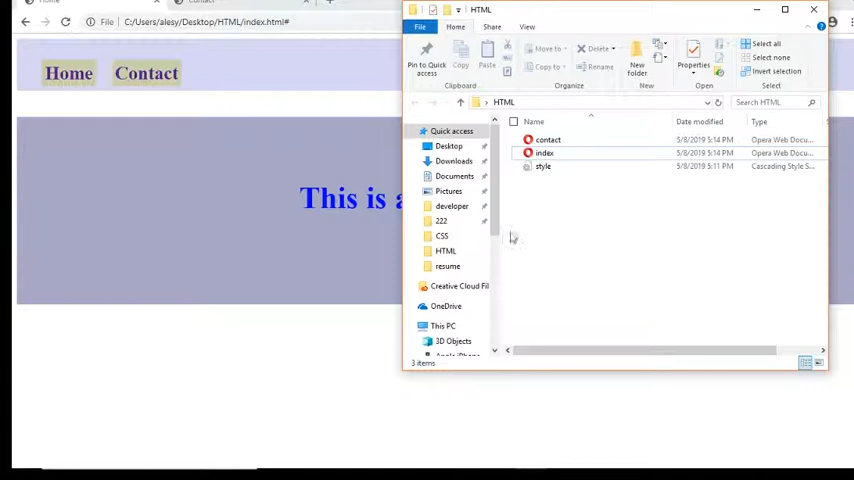 Home
Contact
HTML
File C:/Users/alesy/Desktop/HTML/index.html#
File Home Share View
Move to
Delete
Select all
Copy to
Rename
Select none
Invert selection
Pin to Quick access
Copy
Paste
New folder
Properties
Open
Clipboard Organize New Open Select
HTML
Search HTML
Name Date modified Type
Quick access
Desktop
Downloads
Documents
Pictures
developer
222
CSS
HTML
resume
Creative Cloud Fil
OneDrive
This PC
3D Objects
contact 5/8/2019 5:14 PM Opera Web Docu...
index 5/8/2019 5:14 PM Opera Web Docu...
style 5/8/2019 5:11 PM Cascading Style S...
3 items
Home Contact
This is a